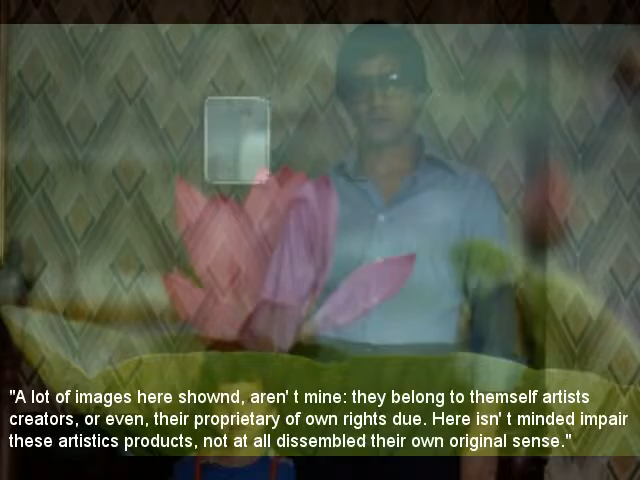 "A lot of images here shownd, aren' t mine: they belong to themself artists
creators, or even, their proprietary of own rights due. Here isn' t minded impair
these artistics products, not at all dissembled their own original sense."